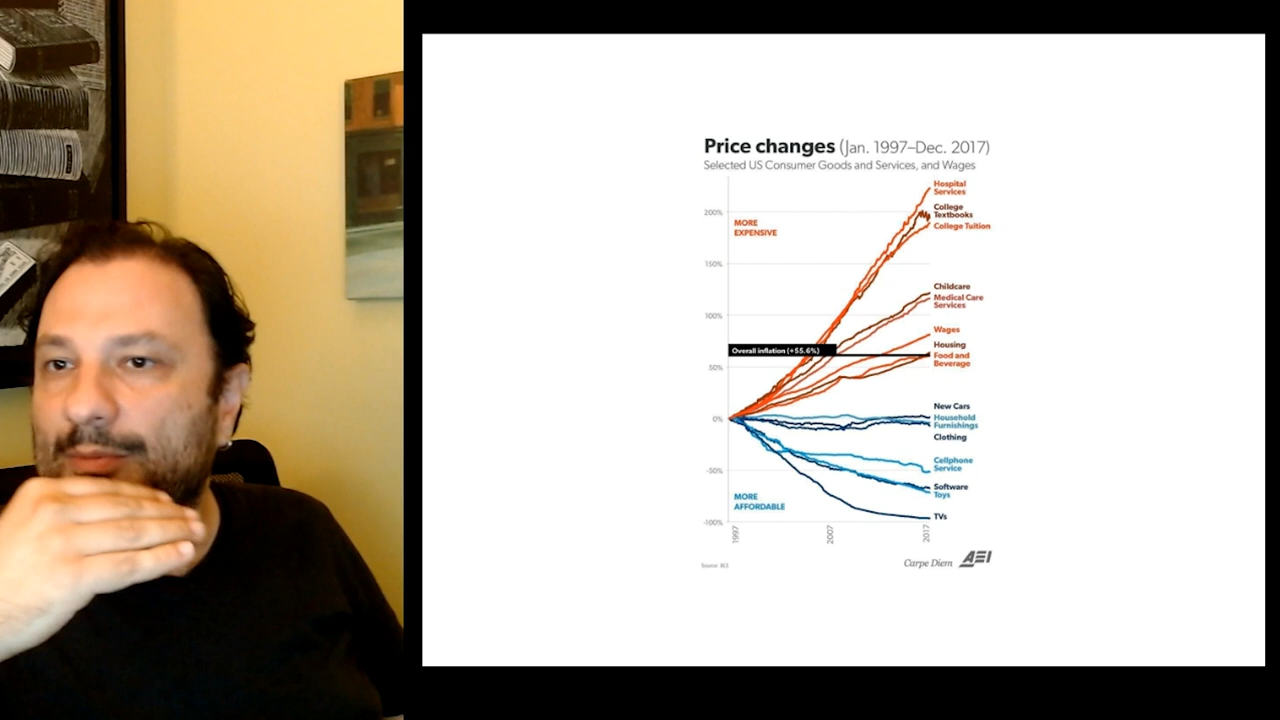 Price changes (Jan. 1997–Dec. 2017)
Selected US Consumer Goods and Services, and Wages
Hospital
Services
200%
College
Textbooks
MORE
EXPENSIVE
College Tuition
150%
Childcare
Medical Care
Services
100%
Wages
Housing
Overall inflation (+55.6%)
Food and
Beverage
50%
New Cars
0%
Household
Furnishings
Clothing
Cellphone
Service
-50%
Software
Toys
MORE
AFFORDABLE
TVs
-100%
1997
2007
2017
Source: BLS
Carpe Diem AEI